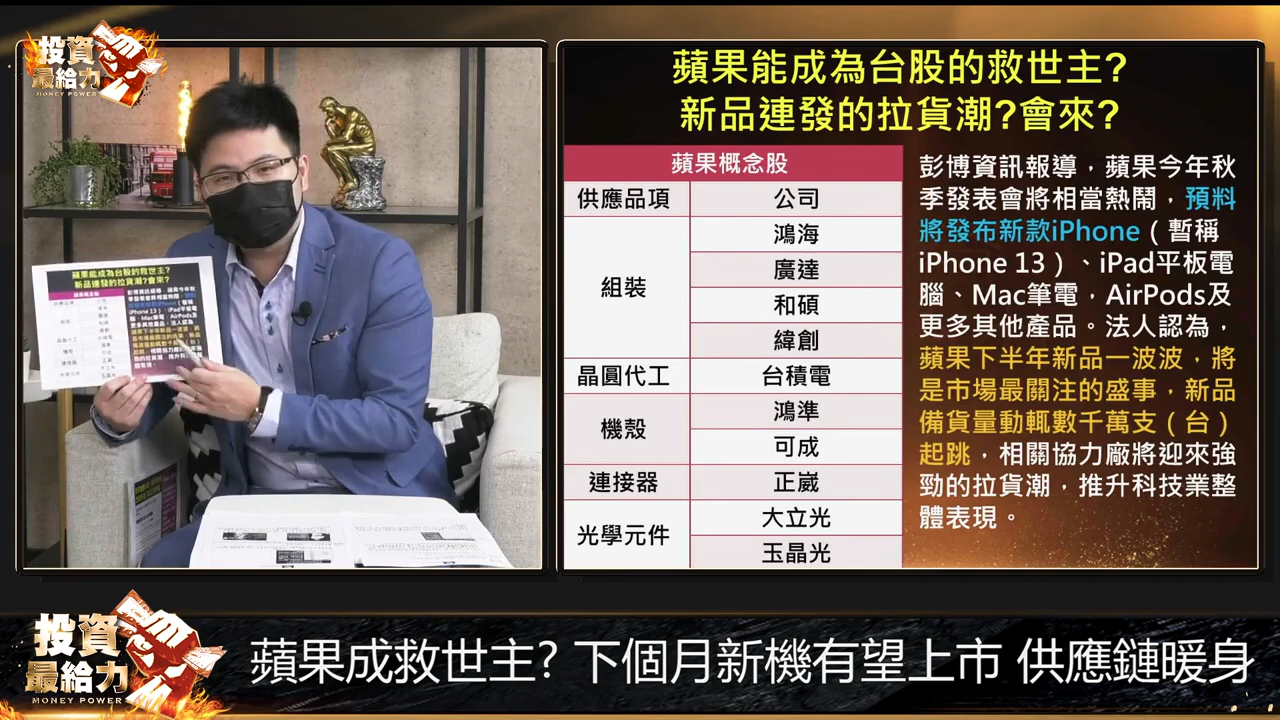 投資
最給力
MONEY POWER
蘋果能成為台股的救世主?
新品連發的拉貨潮?會來?
蘋果概念股
供應品項 公司
組裝 鴻海
廣達
和碩
緯創
晶圓代工 台積電
機殼 鴻準
可成
連接器 正崴
光學元件 大立光
玉晶光
彭博資訊報導，蘋果今年秋
季發表會將相當熱鬧，預料
將發布新款iPhone（暫稱
iPhone 13）、iPad平板電
腦、Mac筆電，AirPods及
更多其他產品。法人認為，
蘋果下半年新品一波波，將
是市場最關注的盛事，新品
備貨量動輒數千萬支（台）
起跳，相關協力廠將迎來強
勁的拉貨潮，推升科技業整
體表現。
蘋果能成為台股的救世主?
新品連發的拉貨潮?會來?
投資
最給力
MONEY POWER
蘋果成救世主? 下個月新機有望上市 供應鏈暖身